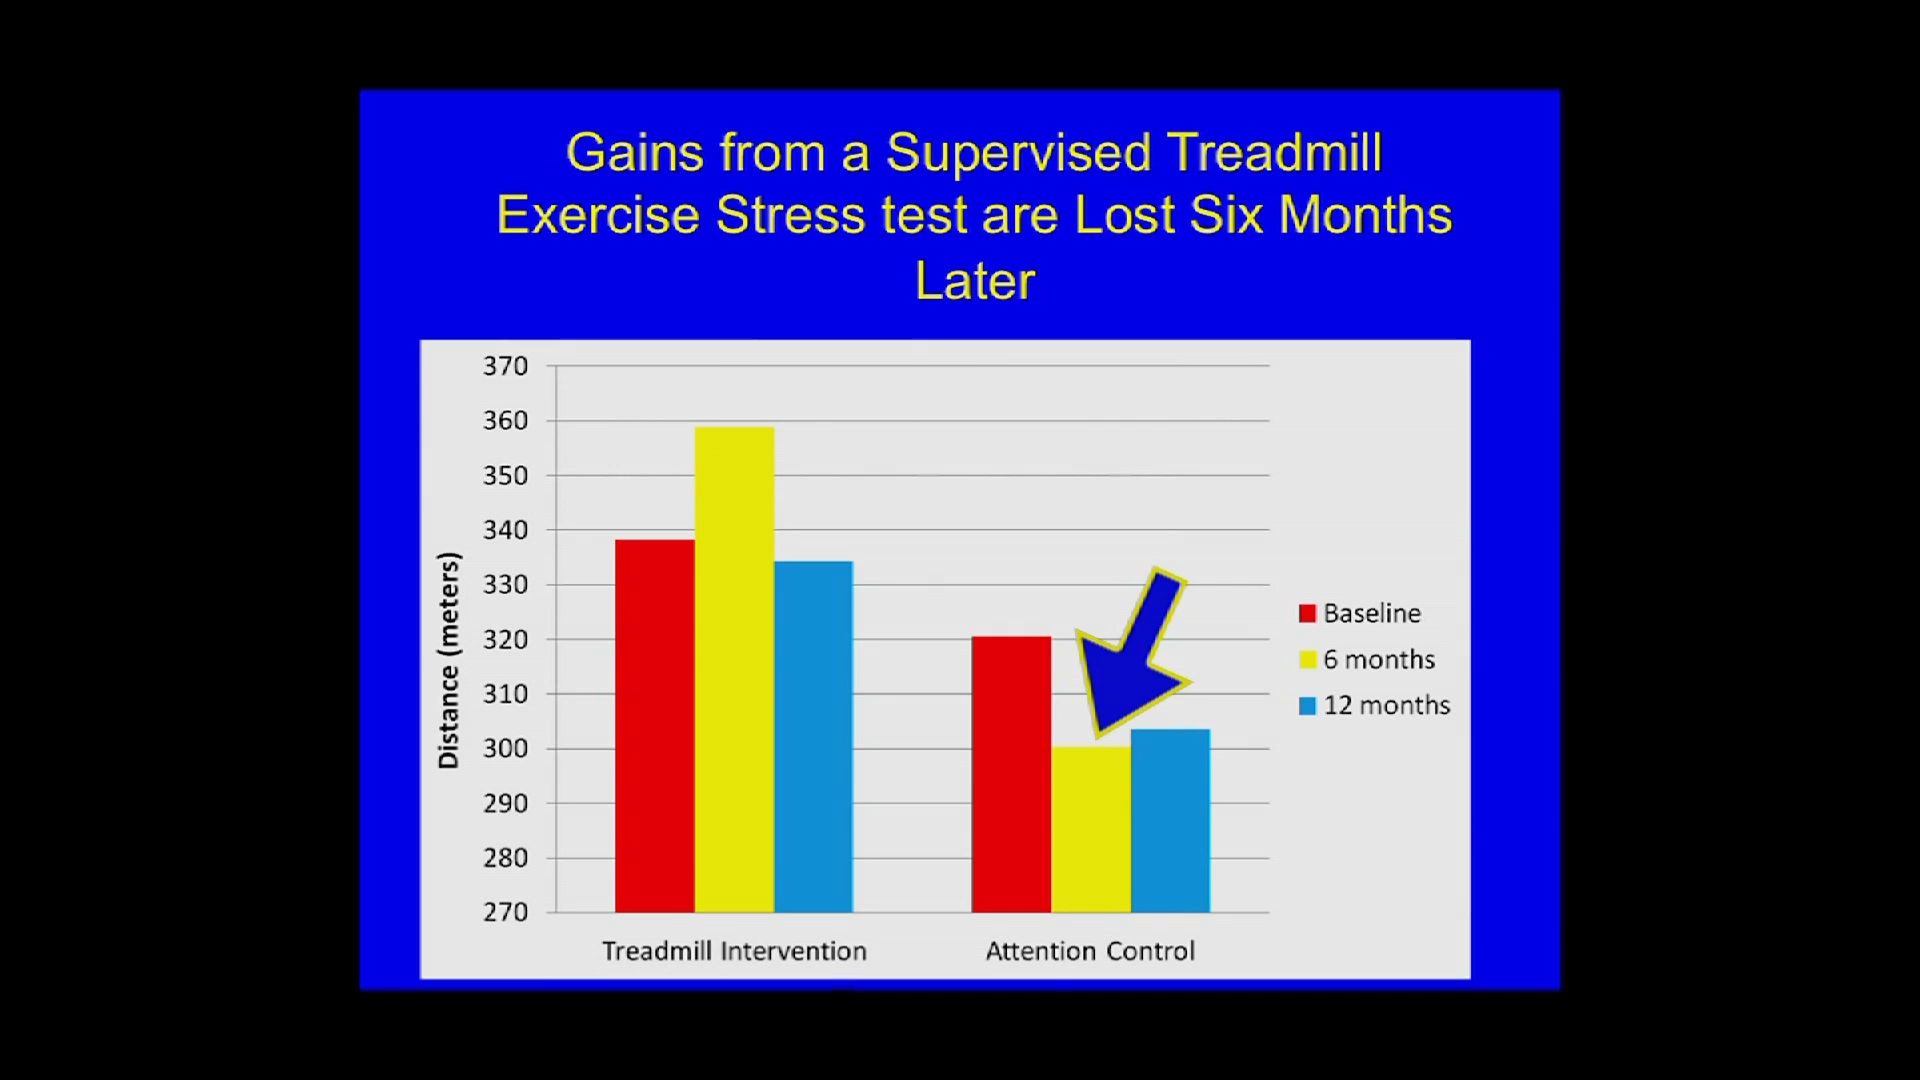 Gains from a Supervised Treadmill
Exercise Stress test are Lost Six Months
Later
370
360
350
340
330
320
310
300
290
280
270
Distance (meters)
Treadmill Intervention
Attention Control
Baseline
6 months
12 months